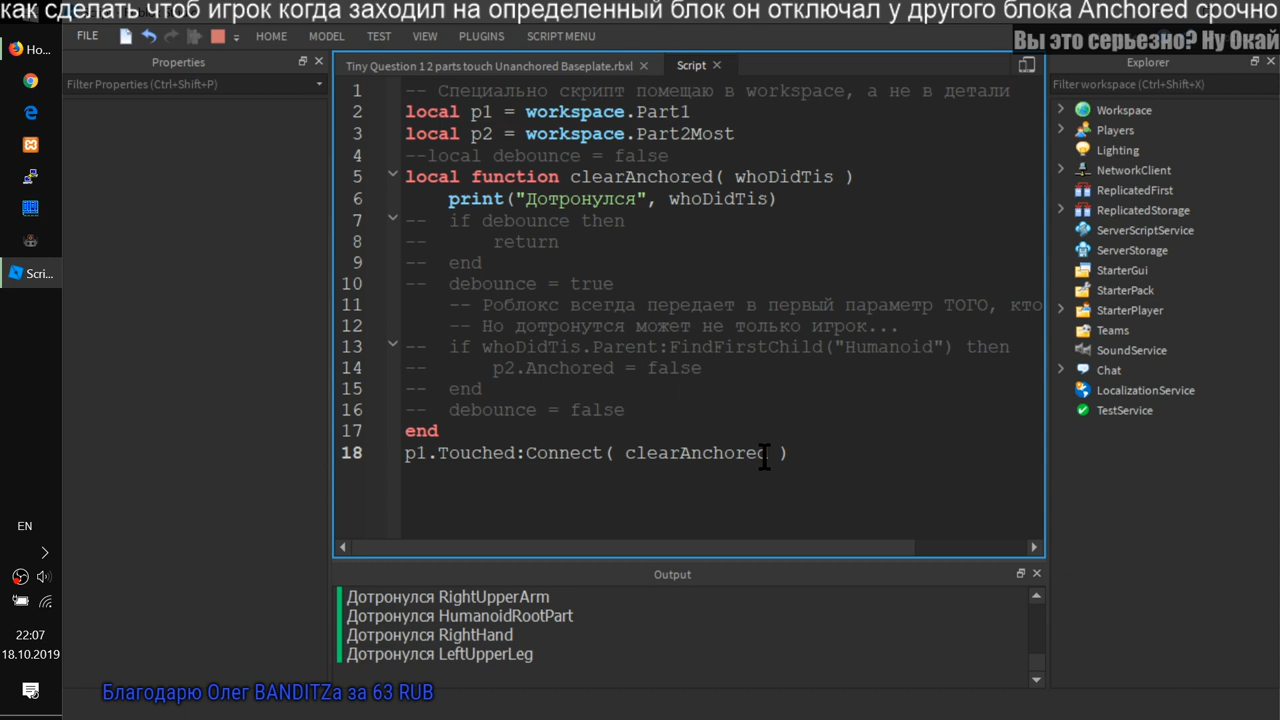 как сделать чтоб игрок когда заходил на определенный блок он отключал у другого блока Anchored срочно
Вы это серьезно? Ну Окай
FILE HOME MODEL TEST VIEW PLUGINS SCRIPT MENU
Но...
Scri...
EN
22:07
18.10.2019
Properties
Filter Properties (Ctrl+Shift+P)
Tiny Question 1 2 parts touch Unanchored Baseplate.rbxl Script
1 -- Специально скрипт помещаю в workspace, а не в детали
2 local p1 = workspace.Part1
3 local p2 = workspace.Part2Most
4 --local debounce = false
5 local function clearAnchored( whoDidTis )
6 print("Дотронулся", whoDidTis)
7 -- if debounce then
8 -- return
9 -- end
10 -- debounce = true
11 -- Роблокс всегда передает в первый параметр ТОГО, кто
12 -- Но дотронутся может не только игрок...
13 -- if whoDidTis.Parent:FindFirstChild("Humanoid") then
14 -- p2.Anchored = false
15 -- end
16 -- debounce = false
17 end
18 p1.Touched:Connect( clearAnchored )
Output
Дотронулся RightUpperArm
Дотронулся HumanoidRootPart
Дотронулся RightHand
Дотронулся LeftUpperLeg
Explorer
Filter workspace (Ctrl+Shift+X)
Workspace
Players
Lighting
NetworkClient
ReplicatedFirst
ReplicatedStorage
ServerScriptService
ServerStorage
StarterGui
StarterPack
StarterPlayer
Teams
SoundService
Chat
LocalizationService
TestService
Благодарю Олег BANDITZa за 63 RUB